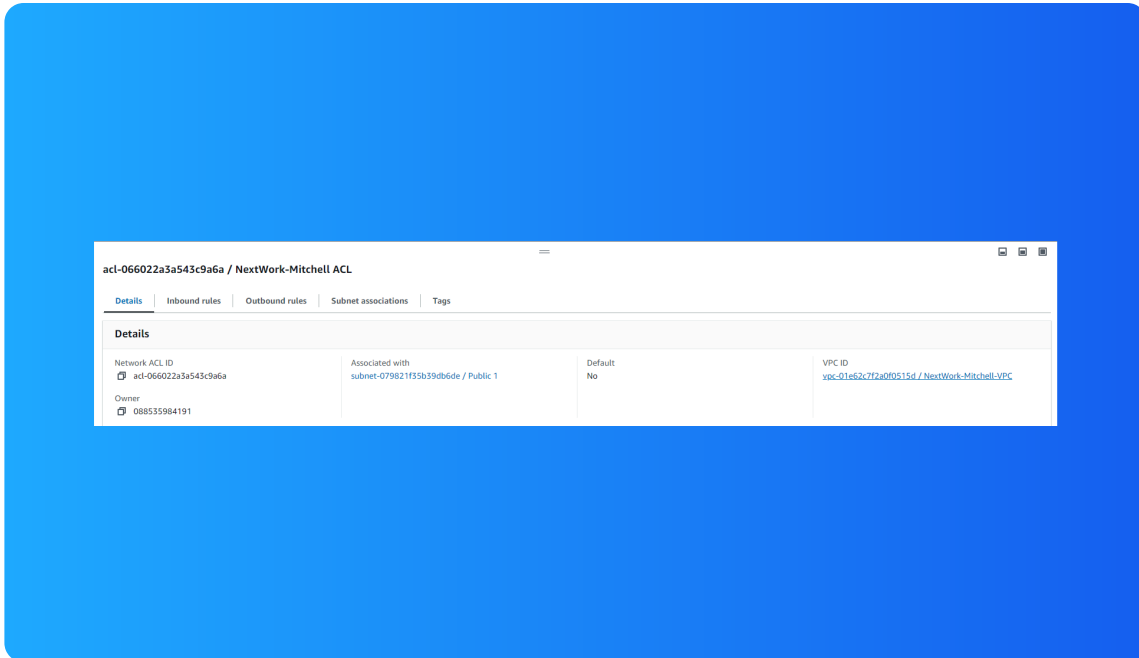 acl-066022a3a543c9a6a / NextWork-Mitchell ACL
Details Inbound rules Outbound rules Subnet associations Tags
Details
Network ACL ID Associated with Default VPC ID
acl-066022a3a543c9a6a subnet-079821f35b39db6de / Public 1 No vpc-01e62c7f2a0f0515d / NextWork-Mitchell-VPC
Owner
088535984191